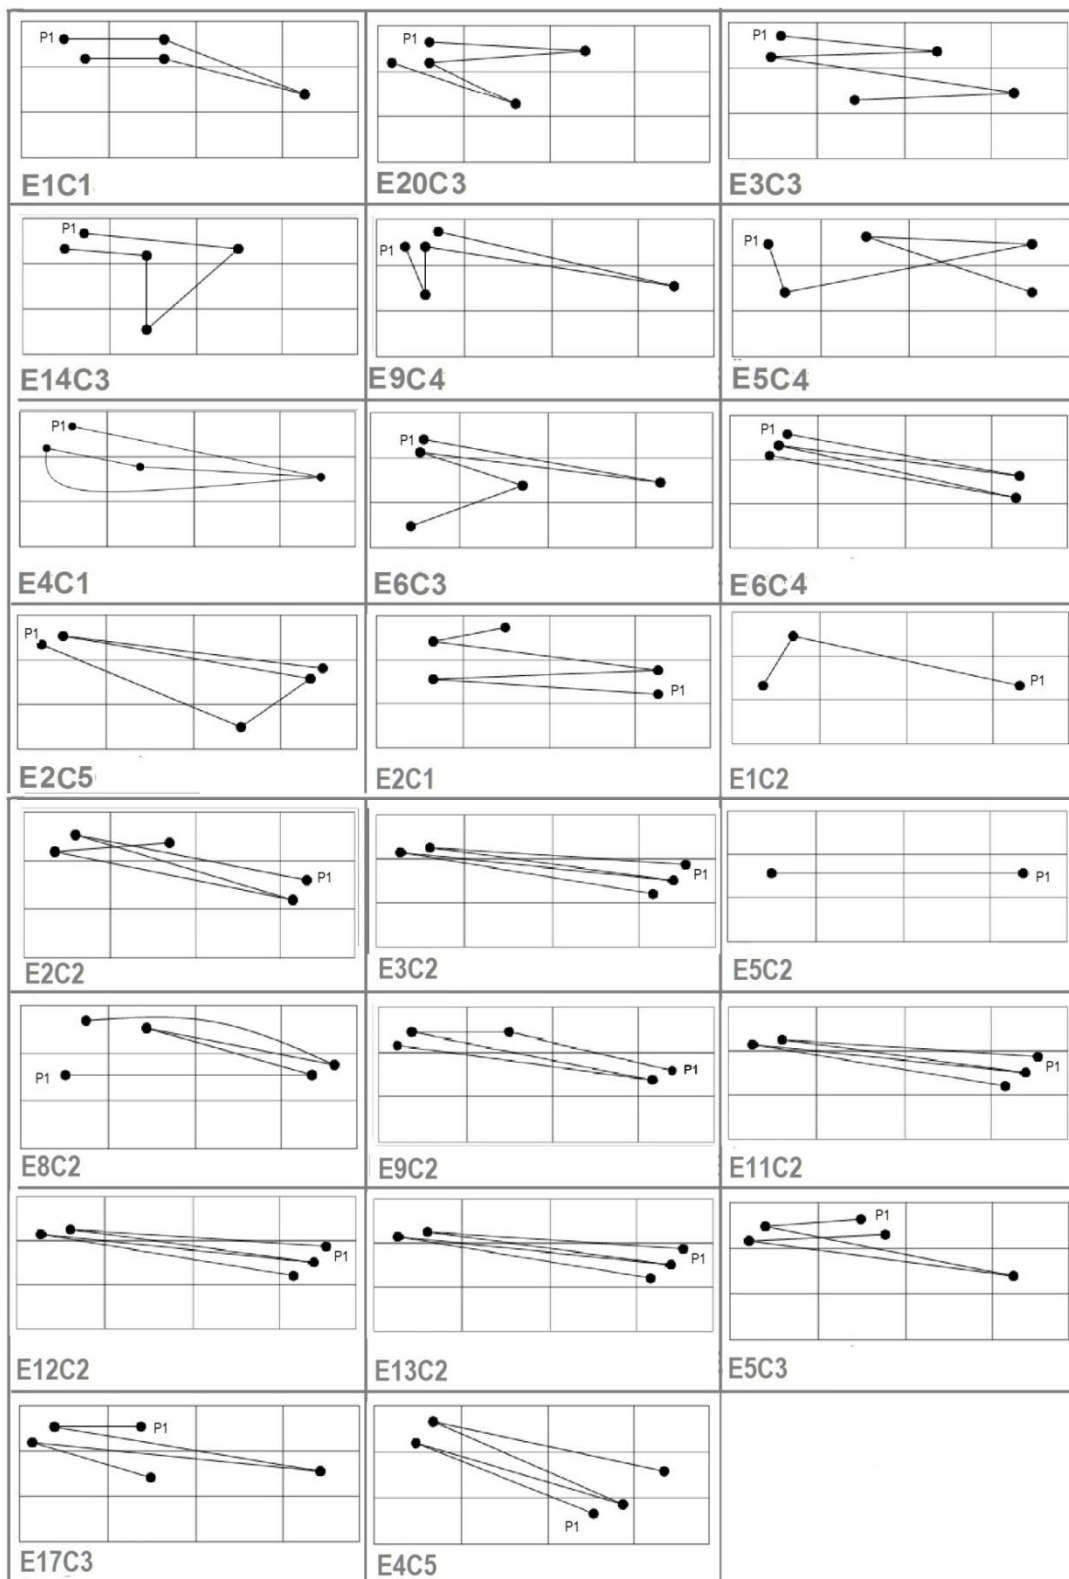 P1 P1 P1
E1C1 E20C3 E3C3
P1 P1 P1
E14C3 E9C4 E5C4
P1 P1 P1
E4C1 E6C3 E6C4
P1 P1 P1
E2C5 E2C1 E1C2
P1 P1 P1
E2C2 E3C2 E5C2
P1 P1 P1
E8C2 E9C2 E11C2
P1 P1 P1
E12C2 E13C2 E5C3
P1 P1
E17C3 E4C5